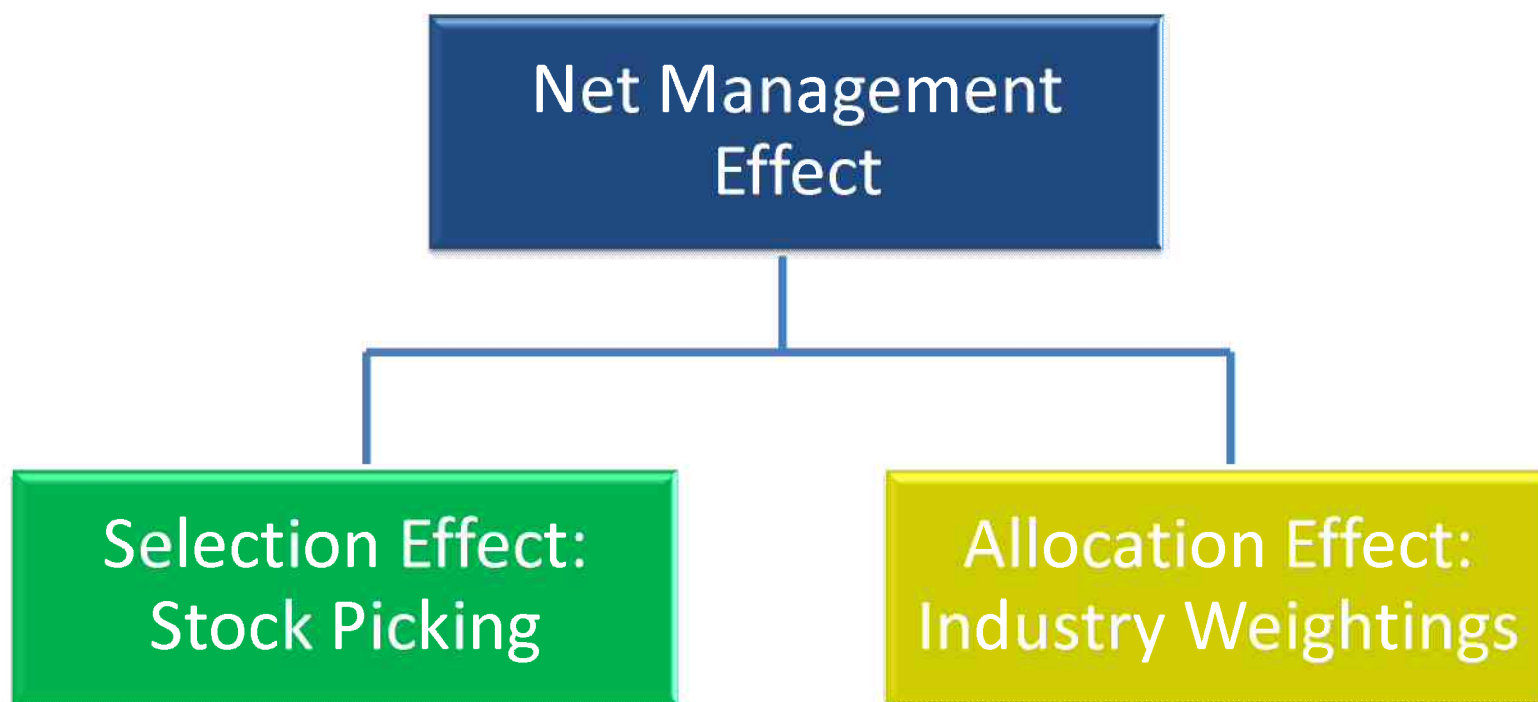 Net Management
Effect
Selection Effect:
Stock Picking
Allocation Effect:
Industry Weightings